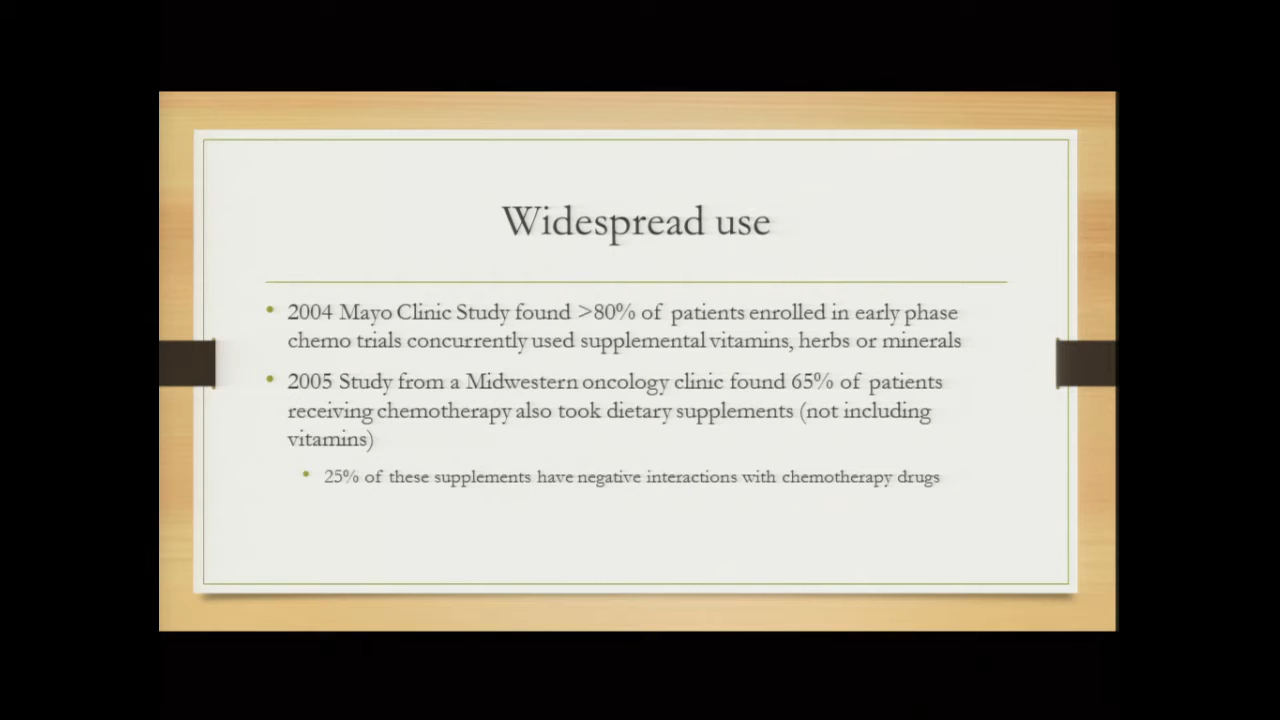 Widespread use
• 2004 Mayo Clinic Study found >80% of patients enrolled in early phase
chemo trials concurrently used supplemental vitamins, herbs or minerals
• 2005 Study from a Midwestern oncology clinic found 65% of patients
receiving chemotherapy also took dietary supplements (not including
vitamins)
• 25% of these supplements have negative interactions with chemotherapy drugs